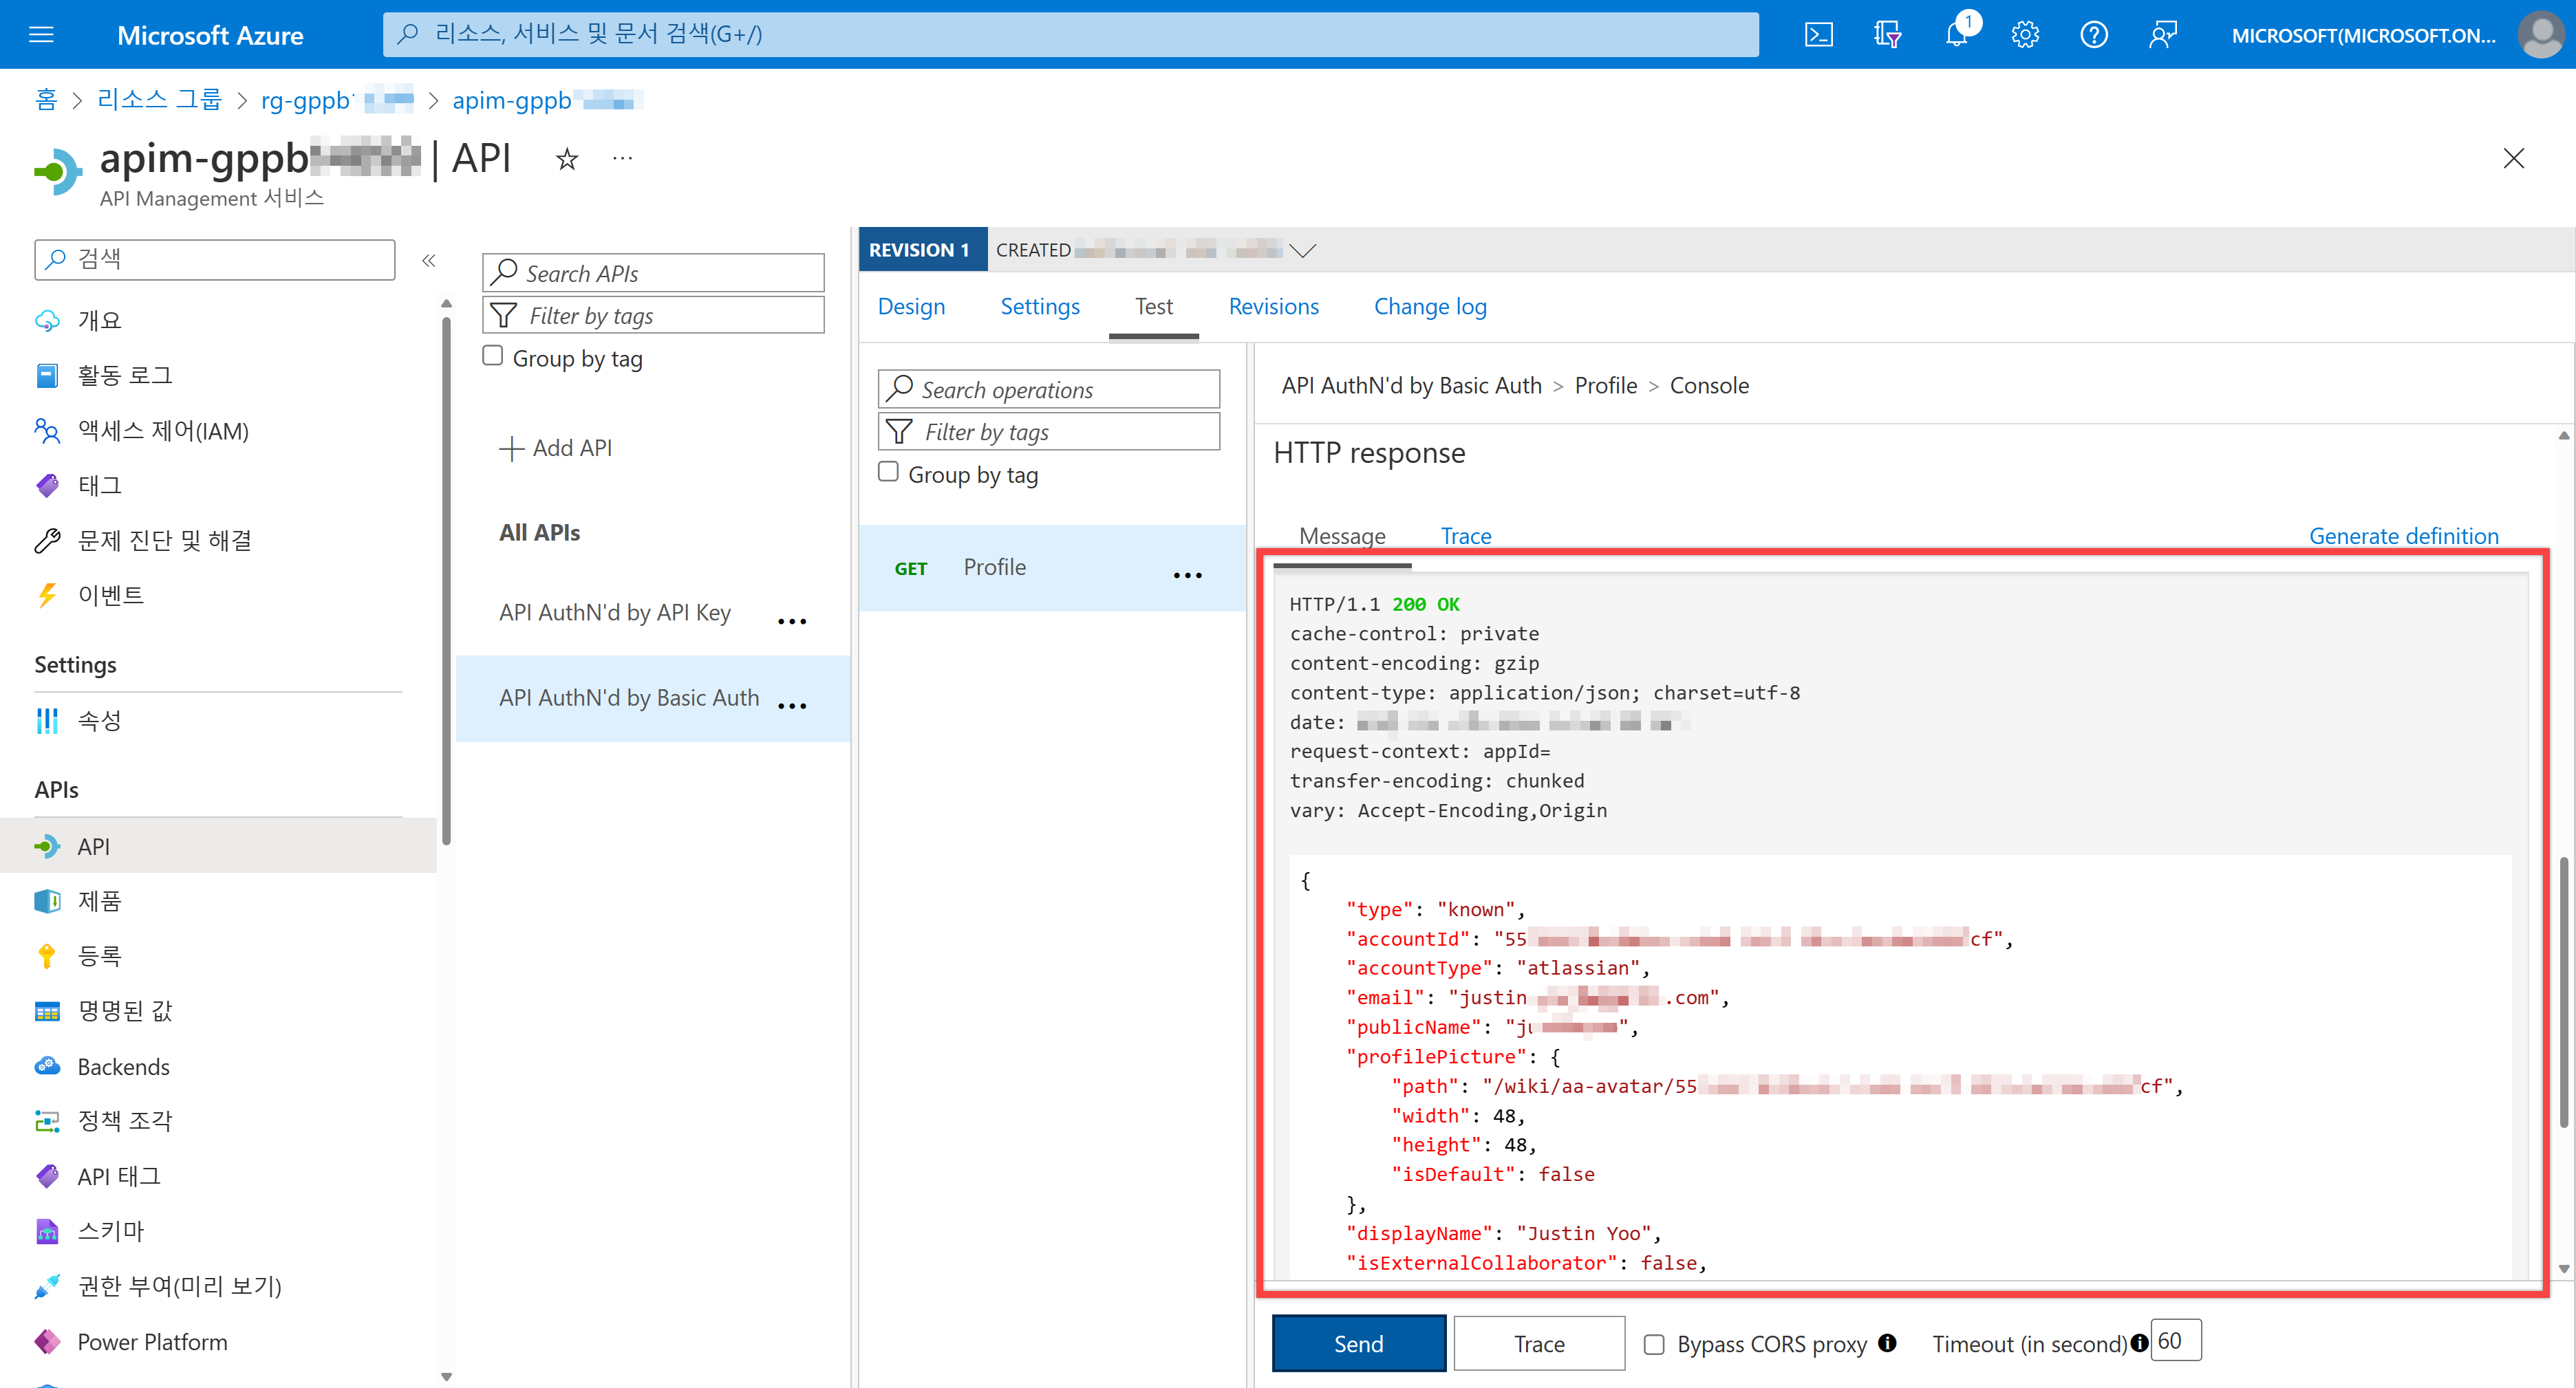 Microsoft Azure
리소스, 서비스 및 문서 검색(G+/)
1
MICROSOFT(MICROSOFT.ON...
홈 > 리소스 그룹 > rg-gppb > apim-gppb
apim-gppb | API
API Management 서비스
검색
개요
활동 로그
액세스 제어(IAM)
태그
문제 진단 및 해결
이벤트
Settings
속성
APIs
API
제품
등록
명명된 값
Backends
정책 조각
API 태그
스키마
권한 부여(미리 보기)
Power Platform
Search APIs
Filter by tags
Group by tag
Add API
All APIs
API AuthN'd by API Key
API AuthN'd by Basic Auth
REVISION 1 CREATED
Design Settings Test Revisions Change log
Search operations
Filter by tags
Group by tag
GET Profile
API AuthN'd by Basic Auth > Profile > Console
HTTP response
Message Trace Generate definition
HTTP/1.1 200 OK
cache-control: private
content-encoding: gzip
content-type: application/json; charset=utf-8
date:
request-context: appId=
transfer-encoding: chunked
vary: Accept-Encoding,Origin
{
"type": "known",
"accountId": "55 cf",
"accountType": "atlassian",
"email": "justin .com",
"publicName": "ju ",
"profilePicture": {
"path": "/wiki/aa-avatar/55 cf",
"width": 48,
"height": 48,
"isDefault": false
},
"displayName": "Justin Yoo",
"isExternalCollaborator": false,
Send Trace Bypass CORS proxy Timeout (in second) 60